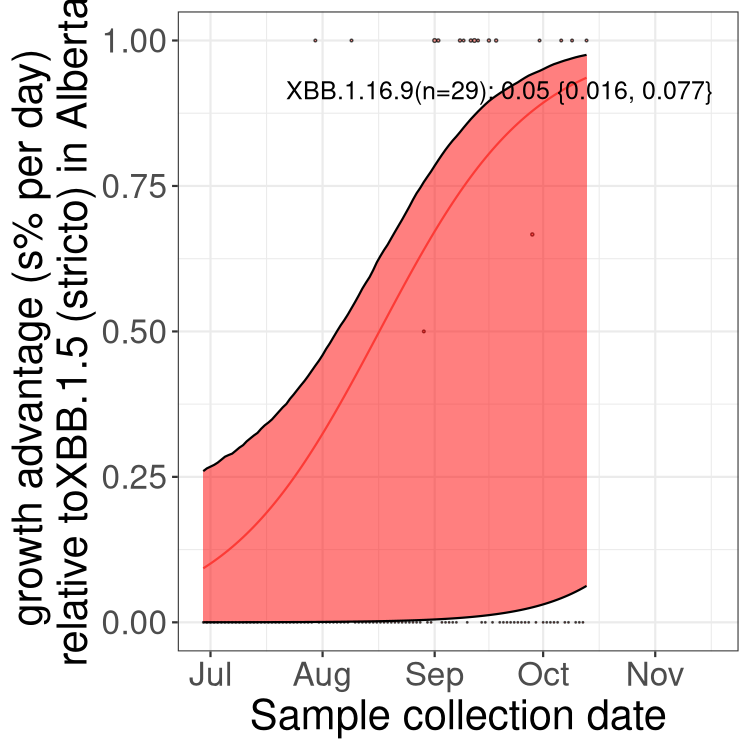 growth advantage (s% per day)
relative toXBB.1.5 (stricto) in Alberta
1.00
0.75
0.50
0.25
0.00
XBB.1.16.9(n=29): 0.05 {0.016, 0.077}
Jul Aug Sep Oct Nov
Sample collection date